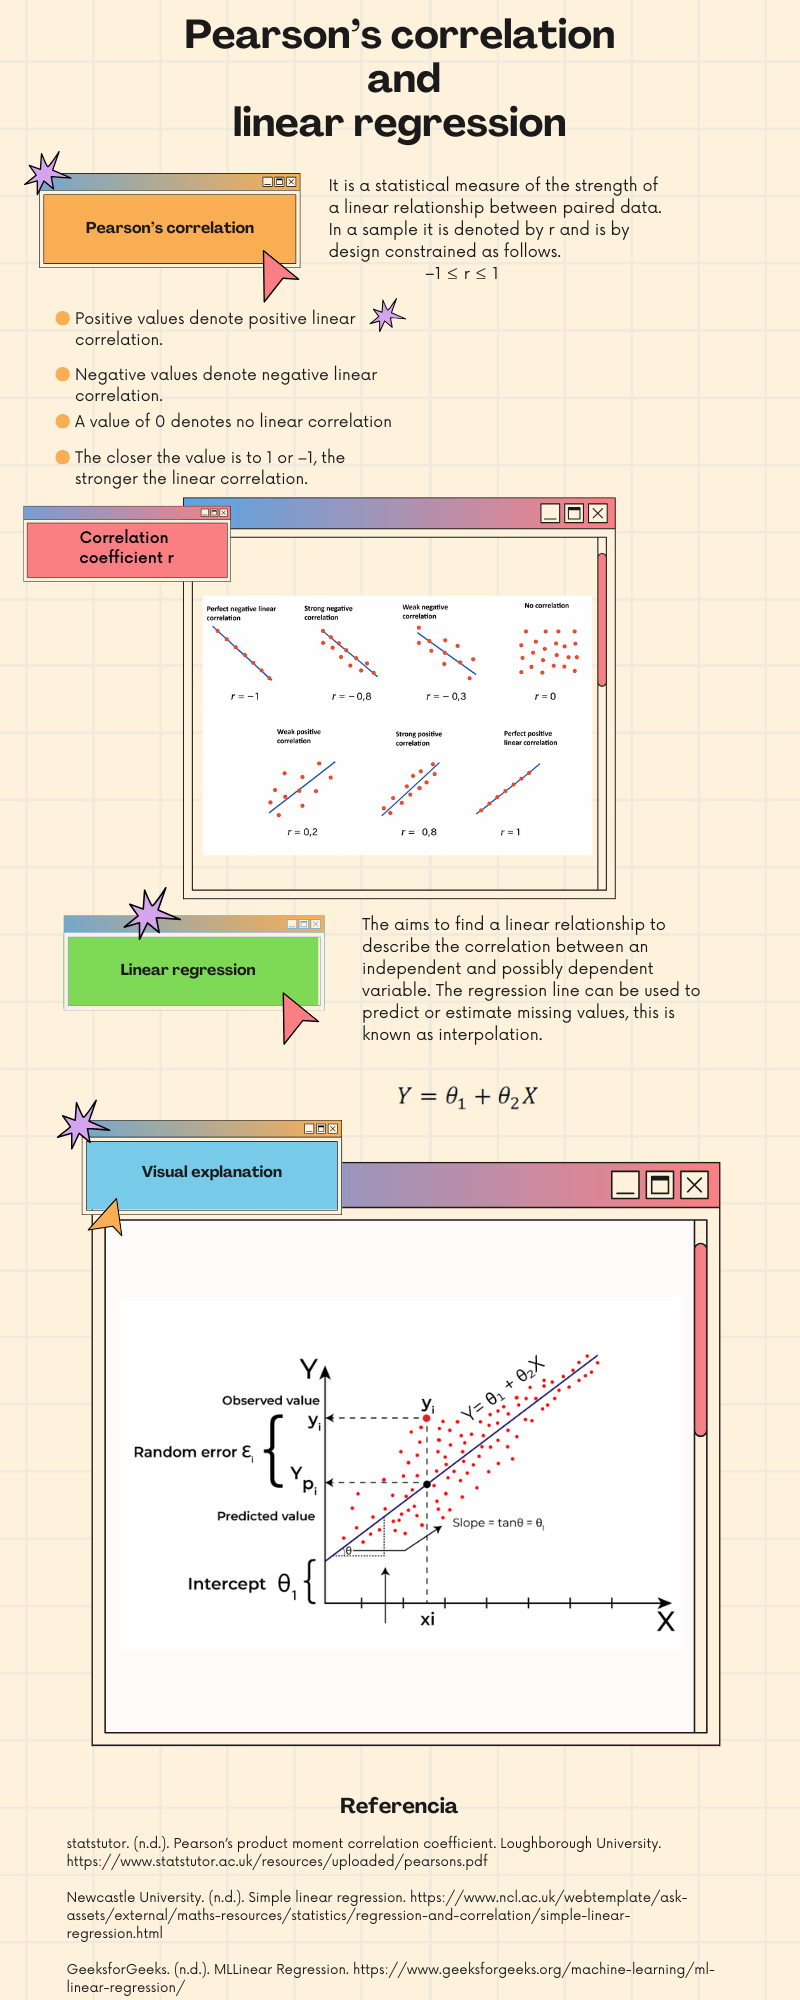 Pearson's correlation
and
linear regression
Pearson's correlation
It is a statistical measure of the strength of
a linear relationship between paired data.
In a sample it is denoted by r and is by
design constrained as follows.
−1 ≤ r ≤ 1
Positive values denote positive linear
correlation.
Negative values denote negative linear
correlation.
A value of 0 denotes no linear correlation
The closer the value is to 1 or −1, the
stronger the linear correlation.
Correlation
coefficient r
Perfect negative linear
correlation
Strong negative
correlation
Weak negative
correlation
No correlation
r = −1
r = −0,8
r = −0,3
r = 0
Weak positive
correlation
Strong positive
correlation
Perfect positive
linear correlation
r = 0,2
r = 0,8
r = 1
Linear regression
The aims to find a linear relationship to
describe the correlation between an
independent and possibly dependent
variable. The regression line can be used to
predict or estimate missing values, this is
known as interpolation.
Y = θ₁ + θ₂X
Visual explanation
Y
Observed value
yᵢ
yᵢ
Y= θ₁ + θ₂X
Random error Ɛᵢ
Ypᵢ
Predicted value
Slope = tanθ = θᵢ
θ
Intercept θ₁
xi
X
Referencia
statstutor. (n.d.). Pearson's product moment correlation coefficient. Loughborough University.
https://www.statstutor.ac.uk/resources/uploaded/pearsons.pdf
Newcastle University. (n.d.). Simple linear regression. https://www.ncl.ac.uk/webtemplate/ask-
assets/external/maths-resources/statistics/regression-and-correlation/simple-linear-
regression.html
GeeksforGeeks. (n.d.). MLLinear Regression. https://www.geeksforgeeks.org/machine-learning/ml-
linear-regression/